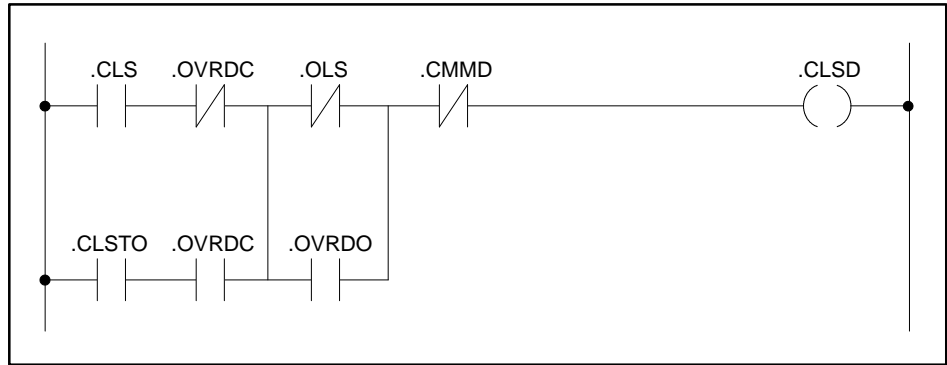 .CLS .OVRDC .OLS .CMMD .CLSD
.CLSTO .OVRDC .OVRDO